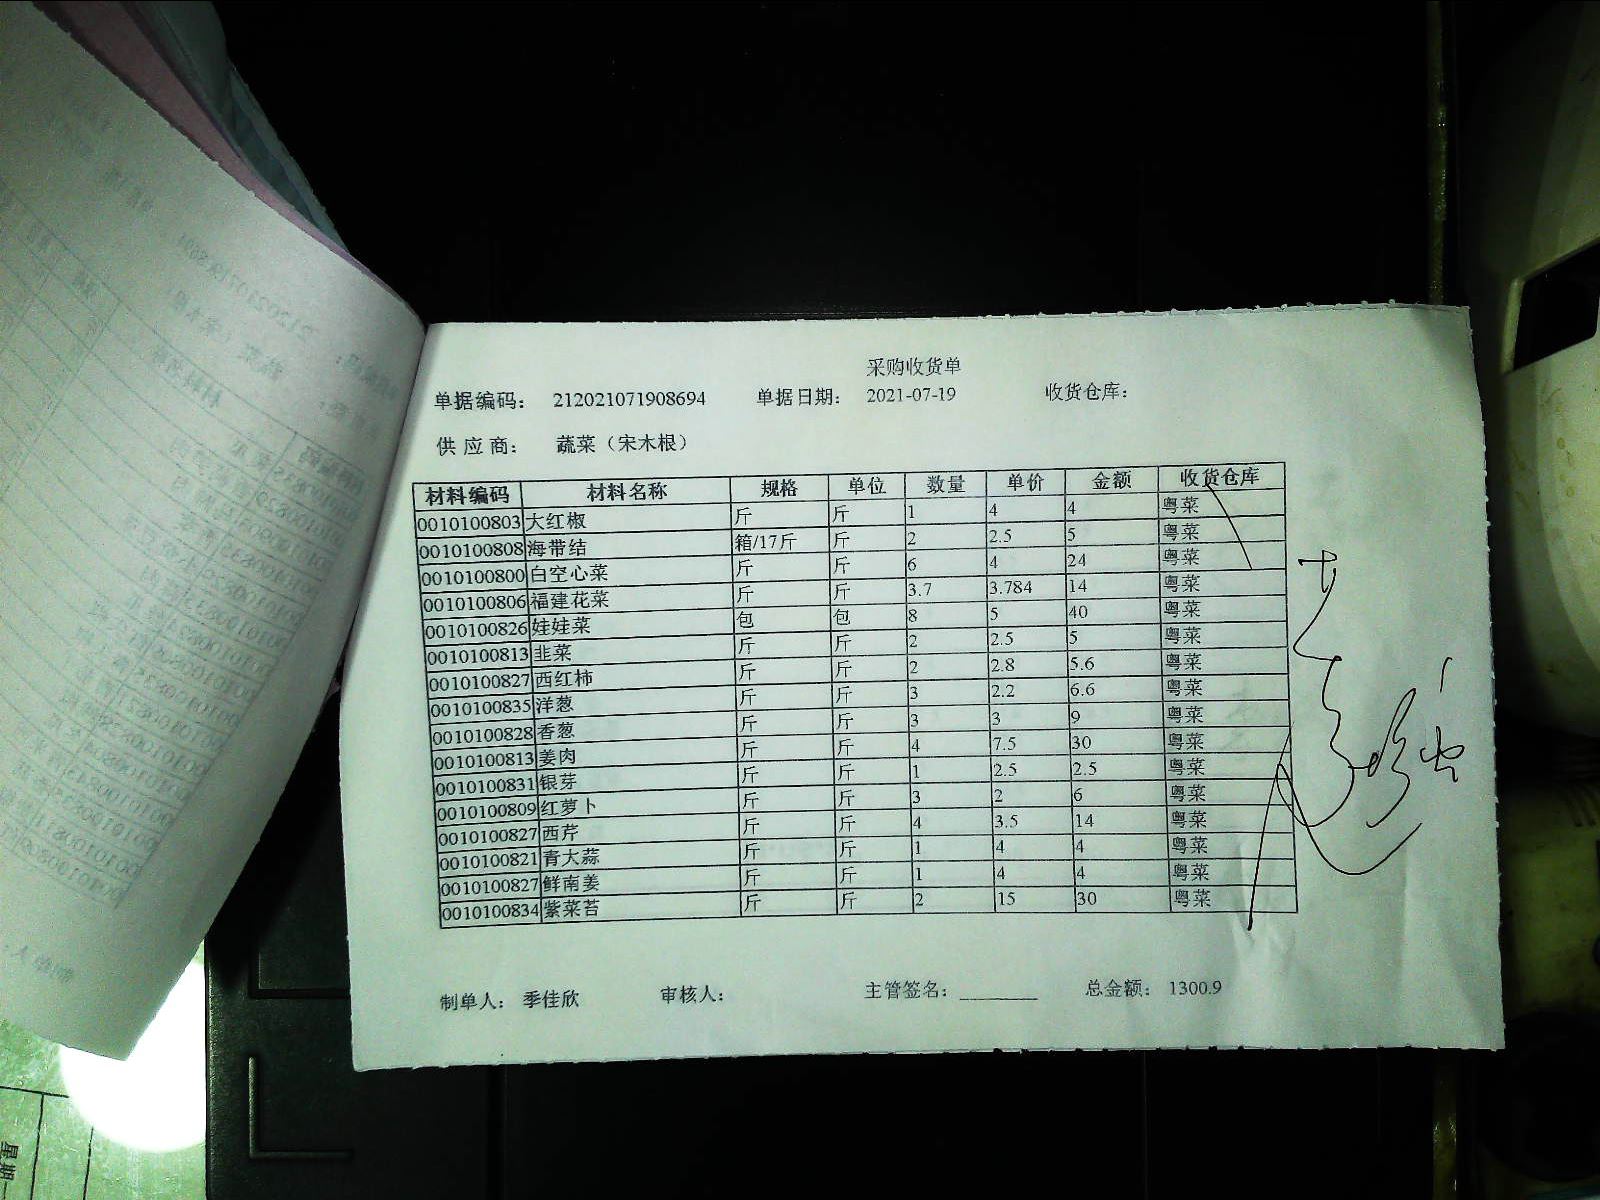 采购收货单
单据编码： 212021071908694 单据日期： 2021-07-19 收货仓库：
供 应 商： 蔬菜（宋木根）
材料编码 材料名称 规格 单位 数量 单价 金额 收货仓库
0010100803 大红椒 斤 斤 1 4 4 粤菜
0010100808 海带结 箱/17斤 斤 2 2.5 5 粤菜
0010100800 白空心菜 斤 斤 6 4 24 粤菜
0010100806 福建花菜 斤 斤 3.7 3.784 14 粤菜
0010100826 娃娃菜 包 包 8 5 40 粤菜
0010100813 韭菜 斤 斤 2 2.5 5 粤菜
0010100827 西红柿 斤 斤 2 2.8 5.6 粤菜
0010100835 洋葱 斤 斤 3 2.2 6.6 粤菜
0010100828 香葱 斤 斤 3 3 9 粤菜
0010100813 姜肉 斤 斤 4 7.5 30 粤菜
0010100831 银芽 斤 斤 1 2.5 2.5 粤菜
0010100809 红萝卜 斤 斤 3 2 6 粤菜
0010100827 西芹 斤 斤 4 3.5 14 粤菜
0010100821 青大蒜 斤 斤 1 4 4 粤菜
0010100827 鲜南姜 斤 斤 1 4 4 粤菜
0010100834 紫菜苔 斤 斤 2 15 30 粤菜
制单人： 季佳欣 审核人： 主管签名：________ 总金额： 1300.9